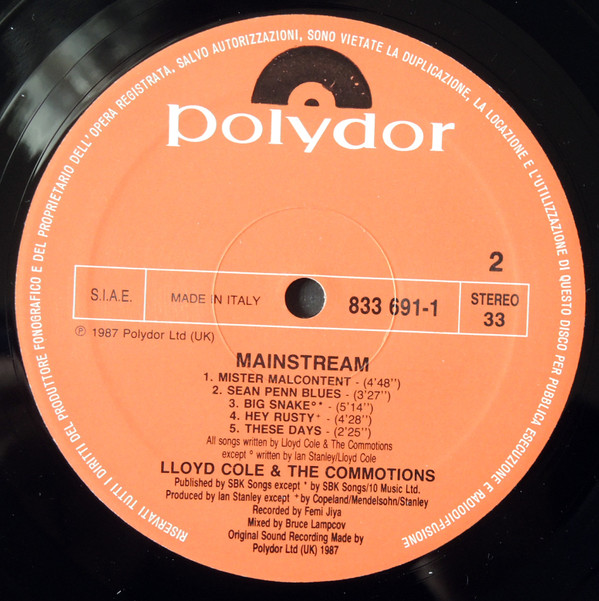 RISERVATI TUTTI I DIRITTI DEL PRODUTTORE FONOGRAFICO E DEL PROPRIETARIO DELL'OPERA REGISTRATA, SALVO AUTORIZZAZIONI, SONO VIETATE LA DUPLICAZIONE, LA LOCAZIONE E L'UTILIZZAZIONE DI QUESTO DISCO PER PUBBLICA ESECUZIONE E RADIODIFFUSIONE
polydor
2
S.I.A.E. MADE IN ITALY 833 691-1 STEREO
33
℗ 1987 Polydor Ltd (UK)
MAINSTREAM
1. MISTER MALCONTENT - (4'48'')
2. SEAN PENN BLUES - (3'27'')
3. BIG SNAKE°⁺ - (5'14'')
4. HEY RUSTY⁺ - (4'28'')
5. THESE DAYS - (2'25'')
All songs written by Lloyd Cole & The Commotions
except ° written by Ian Stanley/Lloyd Cole
LLOYD COLE & THE COMMOTIONS
Published by SBK Songs except ⁺ by SBK Songs/10 Music Ltd.
Produced by Ian Stanley except ⁺ by Copeland/Mendelsohn/Stanley
Recorded by Femi Jiya
Mixed by Bruce Lampcov
Original Sound Recording Made by
Polydor Ltd (UK) 1987